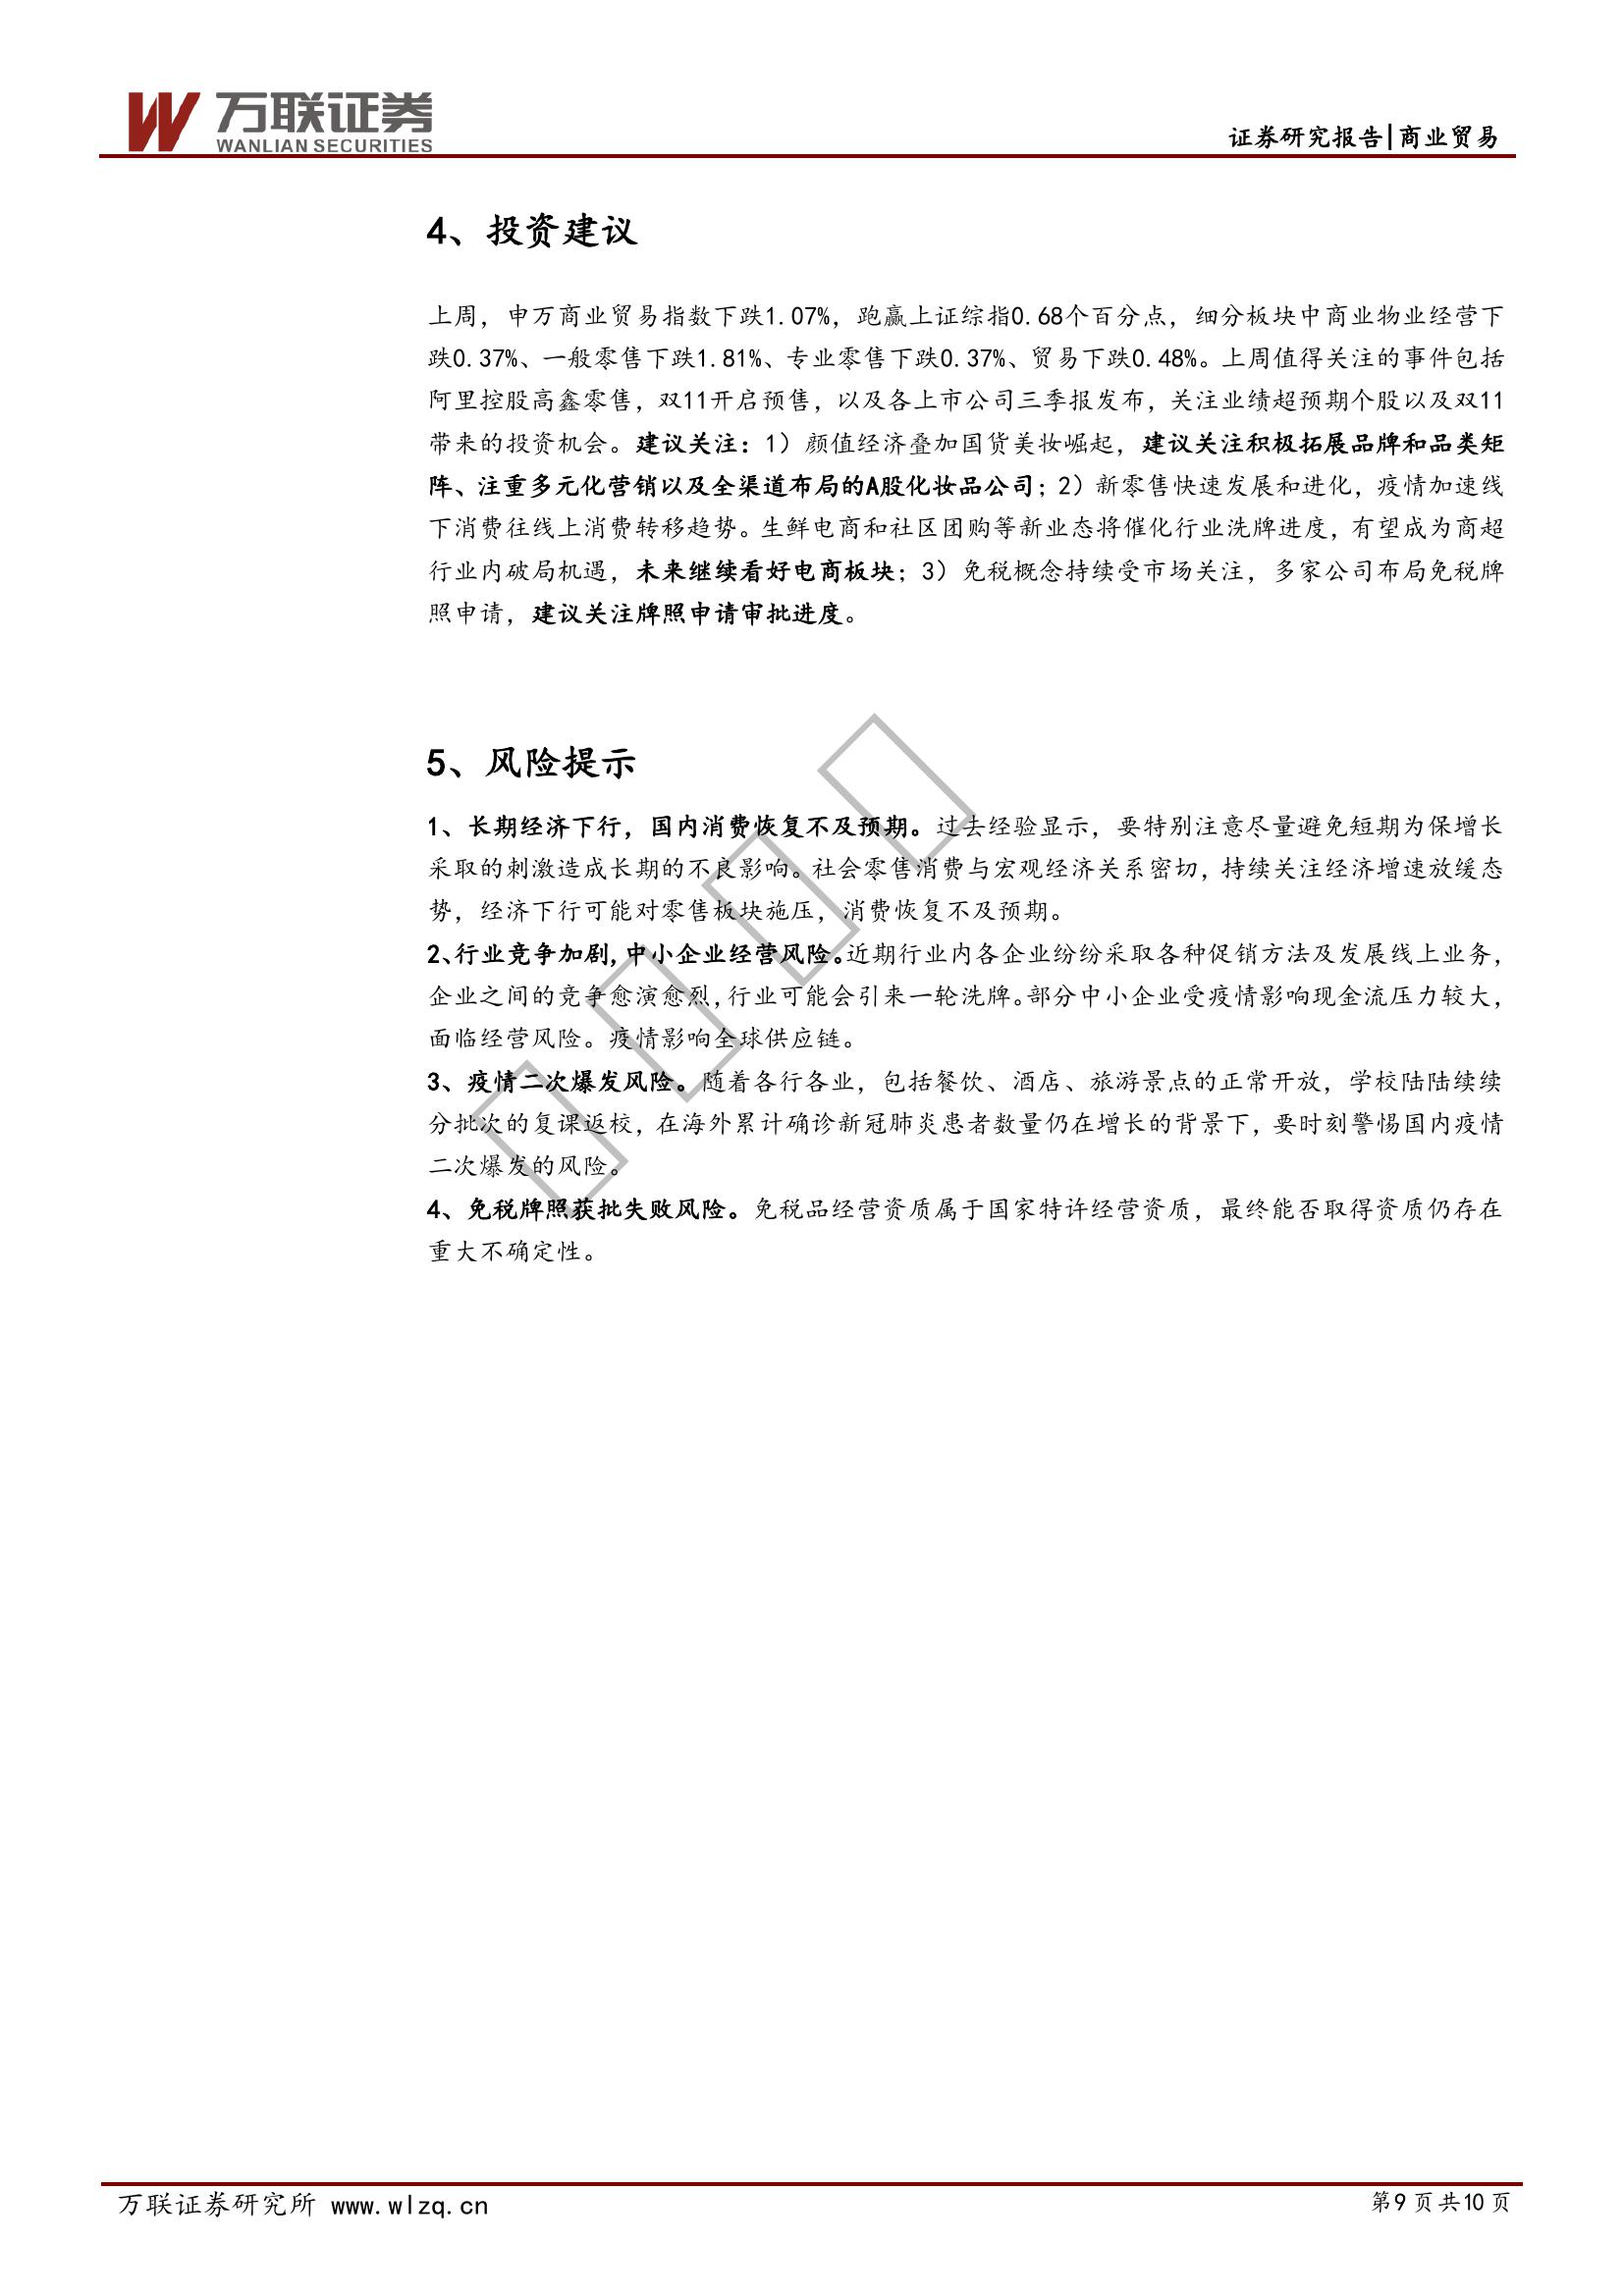 万联证券
WANLIAN SECURITIES
证券研究报告|商业贸易
4、投资建议
上周，申万商业贸易指数下跌1.07%，跑赢上证综指0.68个百分点，细分板块中商业物业经营下
跌0.37%、一般零售下跌1.81%、专业零售下跌0.37%、贸易下跌0.48%。上周值得关注的事件包括
阿里控股高鑫零售，双11开启预售，以及各上市公司三季报发布，关注业绩超预期个股以及双11
带来的投资机会。建议关注：1）颜值经济叠加国货美妆崛起，建议关注积极拓展品牌和品类矩
阵、注重多元化营销以及全渠道布局的A股化妆品公司；2）新零售快速发展和进化，疫情加速线
下消费往线上消费转移趋势。生鲜电商和社区团购等新业态将催化行业洗牌进度，有望成为商超
行业内破局机遇，未来继续看好电商板块；3）免税概念持续受市场关注，多家公司布局免税牌
照申请，建议关注牌照申请审批进度。
5、风险提示
1、长期经济下行，国内消费恢复不及预期。过去经验显示，要特别注意尽量避免短期为保增长
采取的刺激造成长期的不良影响。社会零售消费与宏观经济关系密切，持续关注经济增速放缓态
势，经济下行可能对零售板块施压，消费恢复不及预期。
2、行业竞争加剧，中小企业经营风险。近期行业内各企业纷纷采取各种促销方法及发展线上业务，
企业之间的竞争愈演愈烈，行业可能会引来一轮洗牌。部分中小企业受疫情影响现金流压力较大，
面临经营风险。疫情影响全球供应链。
3、疫情二次爆发风险。随着各行各业，包括餐饮、酒店、旅游景点的正常开放，学校陆陆续续
分批次的复课返校，在海外累计确诊新冠肺炎患者数量仍在增长的背景下，要时刻警惕国内疫情
二次爆发的风险。
4、免税牌照获批失败风险。免税品经营资质属于国家特许经营资质，最终能否取得资质仍存在
重大不确定性。
万联证券研究所 www.wlzq.cn
第9页共10页